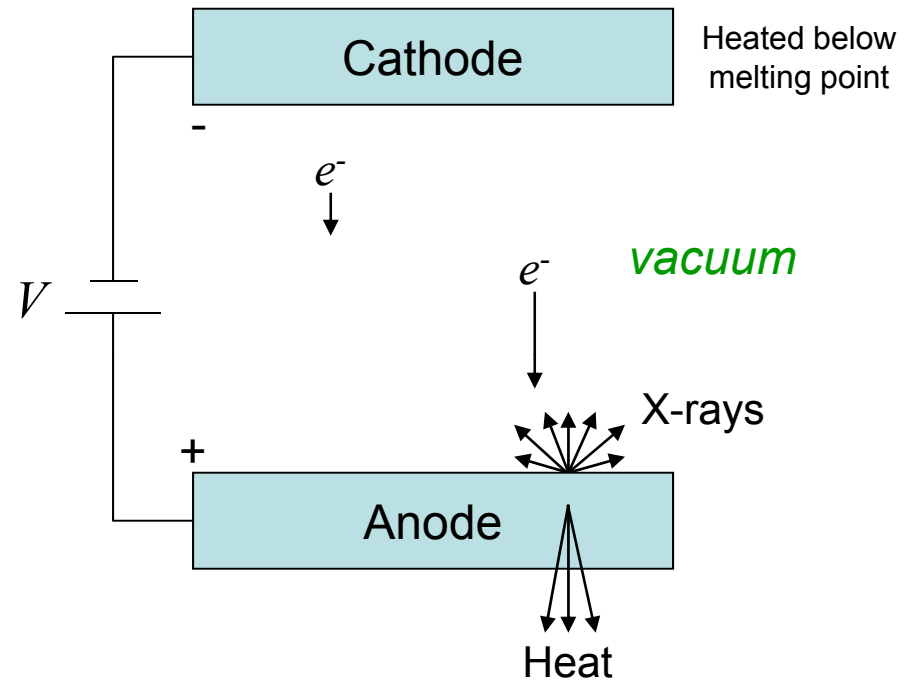 Cathode
Heated below
melting point
-
e-
vacuum
e-
V
X-rays
+
Anode
Heat